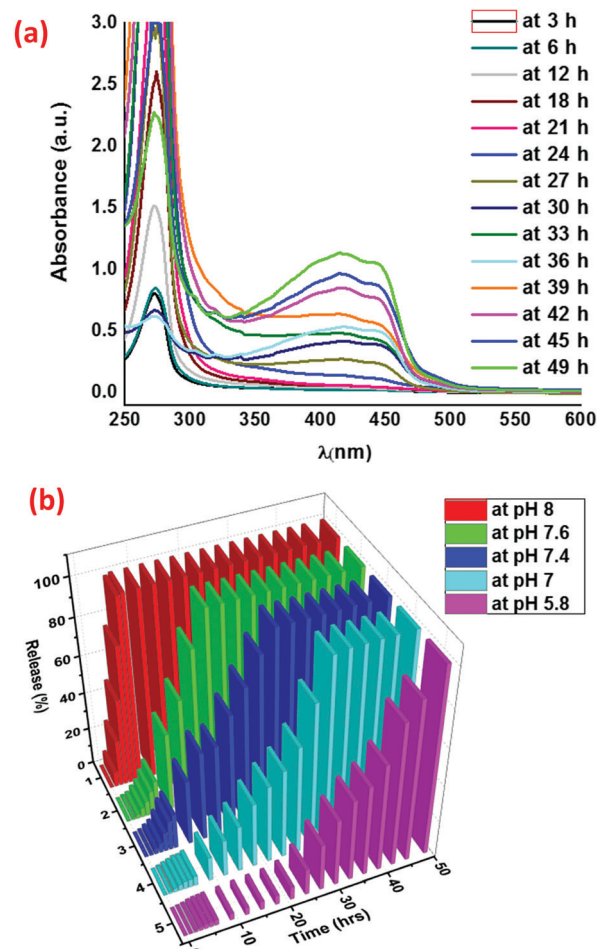 (a)
3.0
2.5
2.0
1.5
1.0
0.5
0.0
Absorbance (a.u.)
250 300 350 400 450 500 550 600
λ(nm)
at 3 h
at 6 h
at 12 h
at 18 h
at 21 h
at 24 h
at 27 h
at 30 h
at 33 h
at 36 h
at 39 h
at 42 h
at 45 h
at 49 h
(b)
at pH 8
at pH 7.6
at pH 7.4
at pH 7
at pH 5.8
100
80
60
40
20
0
Release (%)
1
2
3
4
5
10 20 30 40 50
Time (hrs)